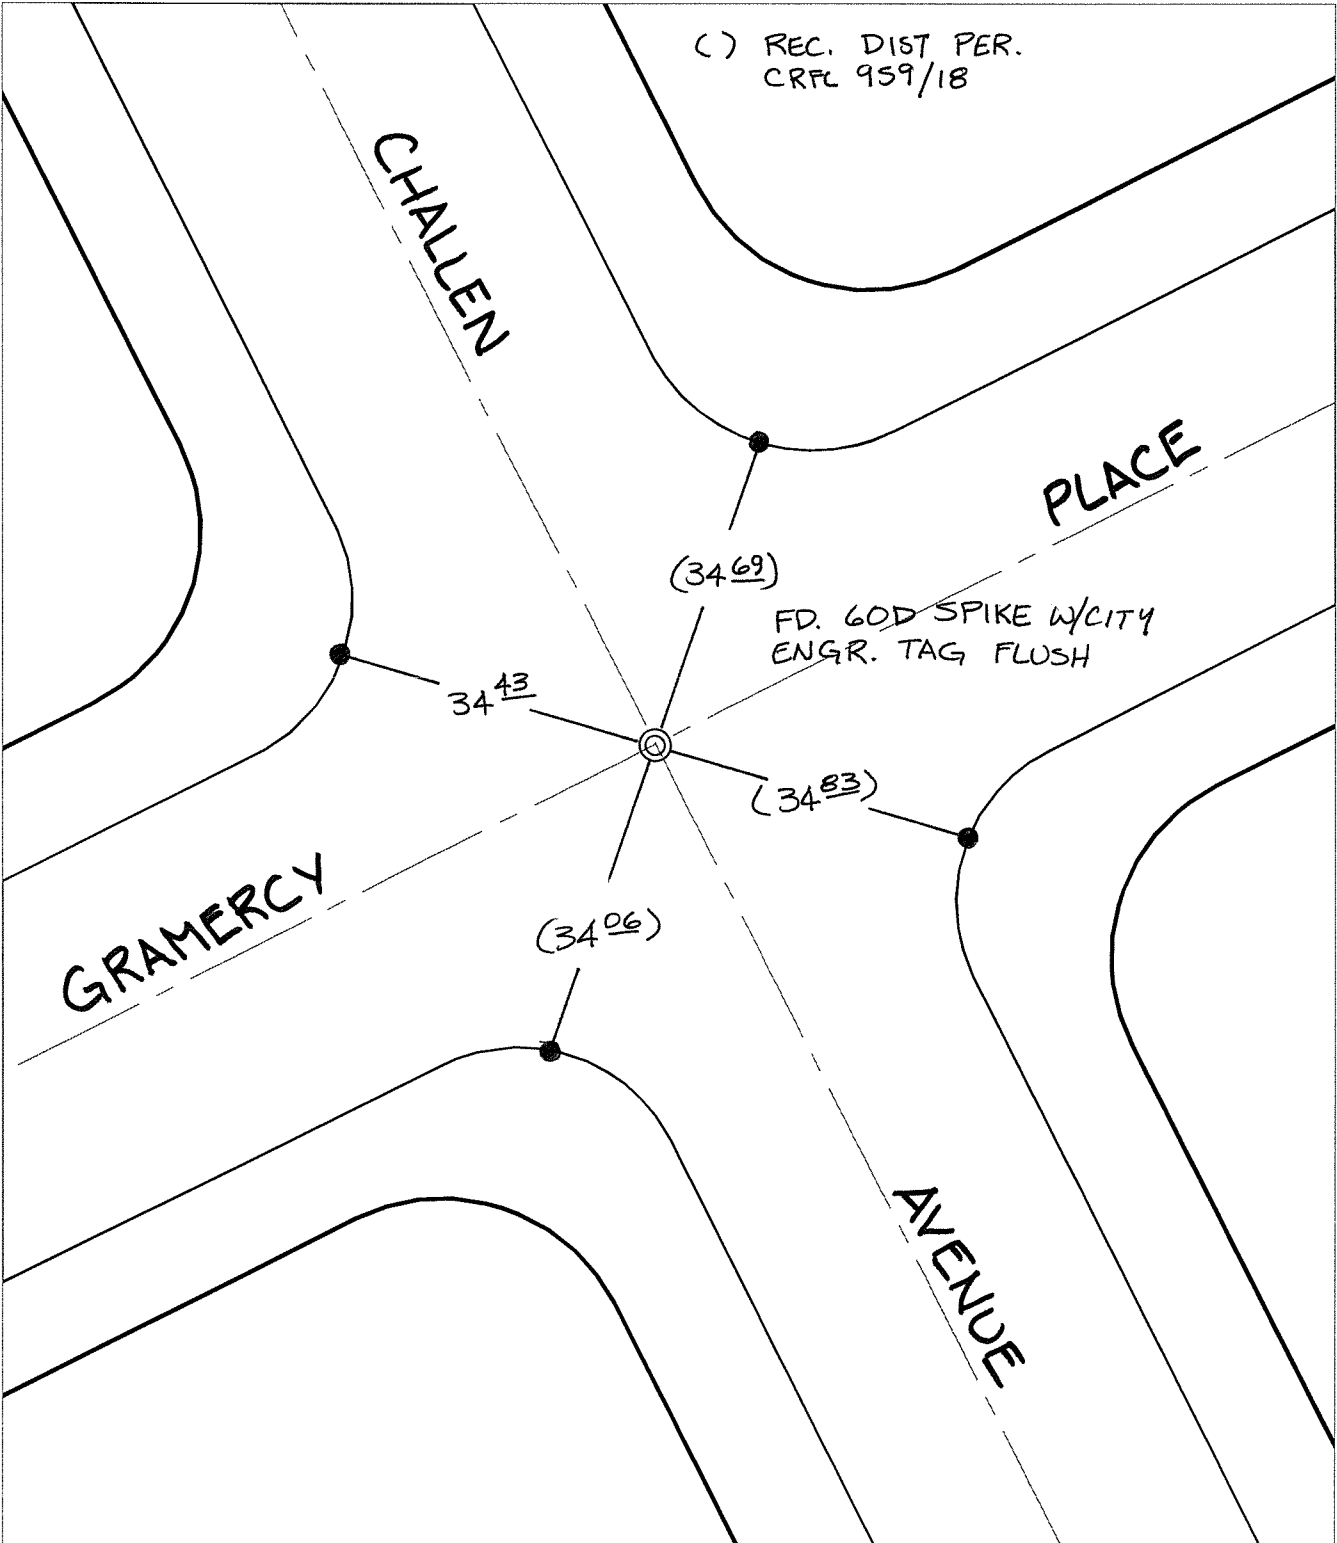 ( ) REC. DIST PER.
CRFC 959/18
CHALLEN
PLACE
(34 69)
FD. 60D SPIKE W/CITY
ENGR. TAG FLUSH
34 43
(34 83)
GRAMERCY
(34 06)
AVENUE